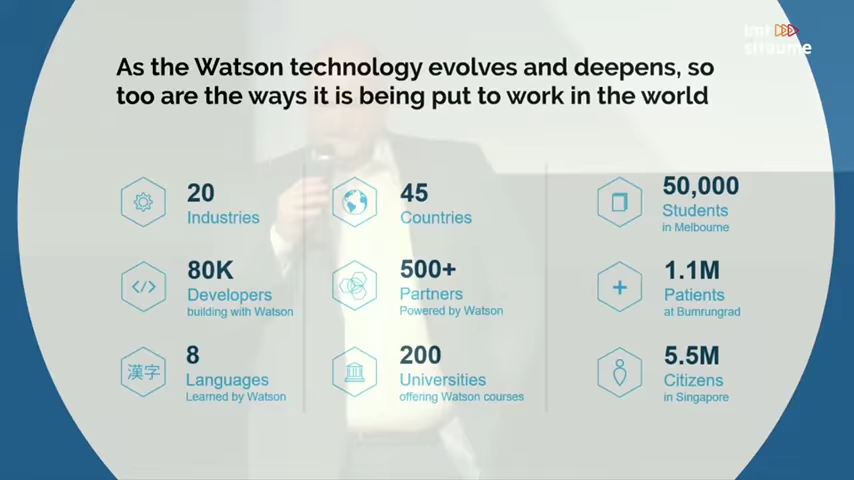 As the Watson technology evolves and deepens, so
too are the ways it is being put to work in the world
20
Industries
80K
Developers
building with Watson
漢字
8
Languages
Learned by Watson
45
Countries
500+
Partners
Powered by Watson
200
Universities
offering Watson courses
50,000
Students
in Melbourne
1.1M
Patients
at Bumrungrad
5.5M
Citizens
in Singapore